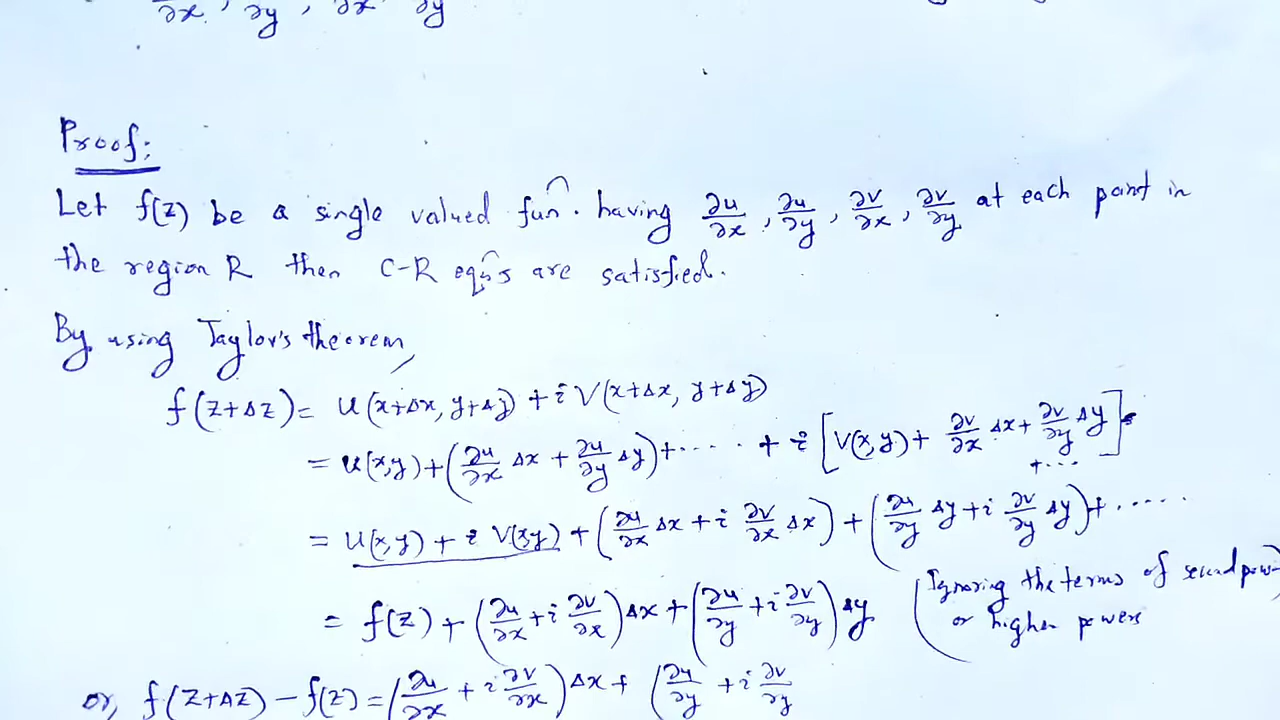 ∂x , ∂y , ∂x ∂y
Proof:
Let f(z) be a single valued fun. having ∂u/∂x , ∂u/∂y , ∂v/∂x , ∂v/∂y at each point in
the region R then C-R eqns are satisfied.
By using Taylor's theorem,
f(z+Δz) = u(x+Δx, y+Δy) + i V(x+Δx, y+Δy)
= u(x,y) + (∂u/∂x Δx + ∂u/∂y Δy) + .... + i [V(x,y) + ∂v/∂x Δx + ∂v/∂y Δy + ...]
= u(x,y) + i V(x,y) + (∂u/∂x Δx + i ∂v/∂x Δx) + (∂u/∂y Δy + i ∂v/∂y Δy) + .....
= f(z) + (∂u/∂x + i ∂v/∂x) Δx + (∂u/∂y + i ∂v/∂y) Δy (Ignoring the terms of second pow
or higher powers
or, f(z+Δz) - f(z) = (∂u/∂x + i ∂v/∂x) Δx + (∂u/∂y + i ∂v/∂y